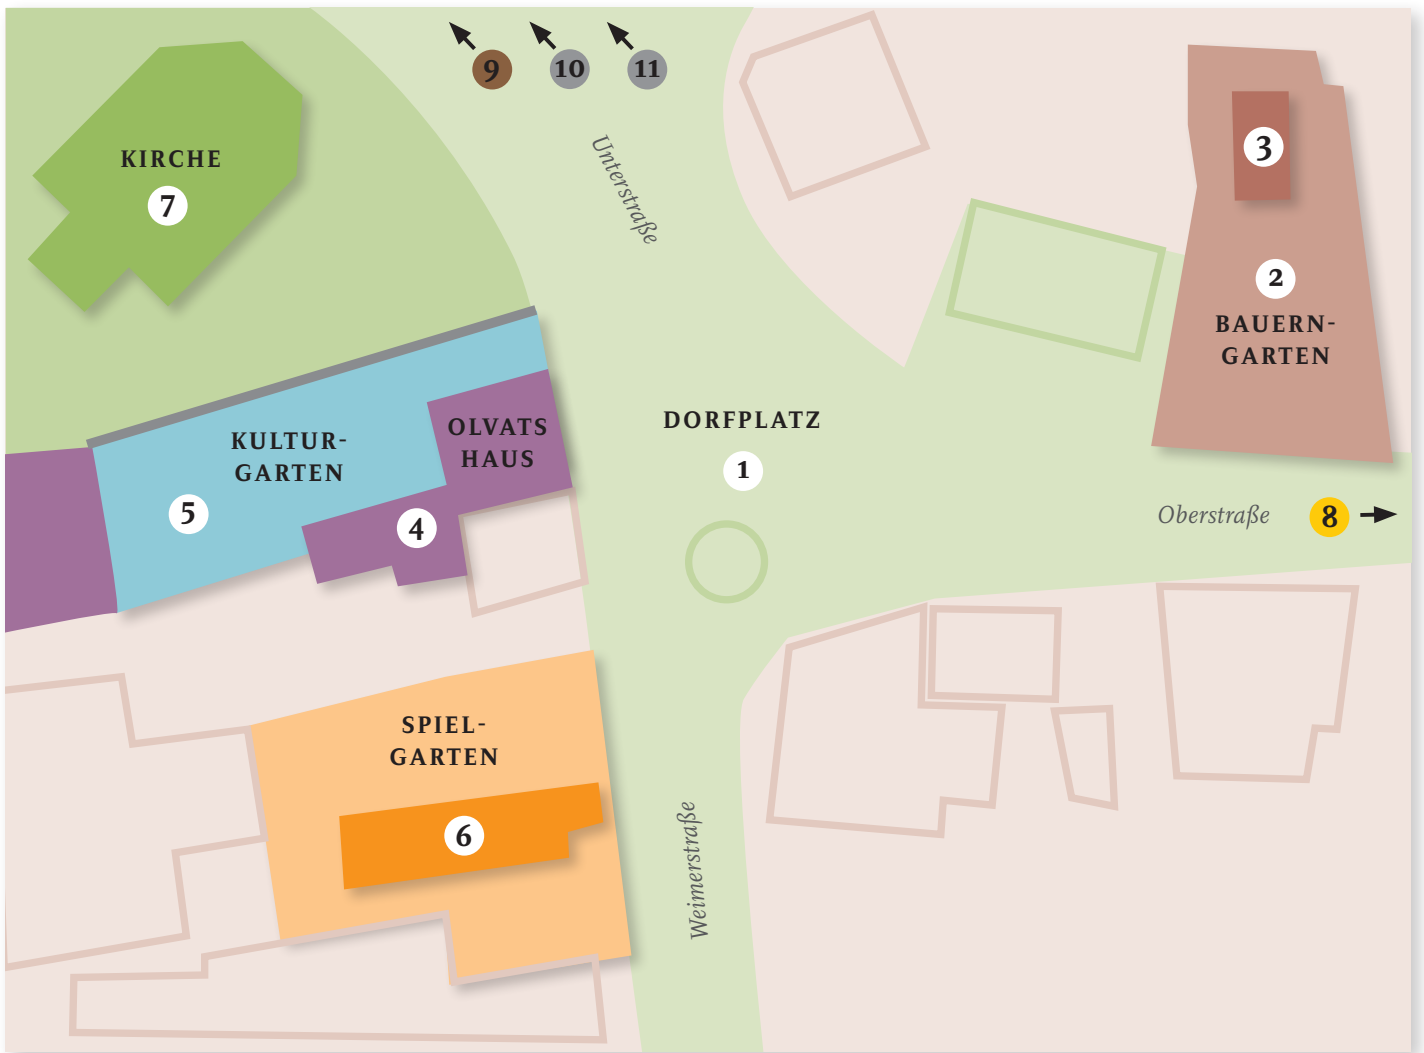 9 10 11
Unterstraße
KIRCHE
7
3
2
BAUERN-
GARTEN
DORFPLATZ
1
OLVATS
HAUS
KULTUR-
GARTEN
5
4
Oberstraße 8
SPIEL-
GARTEN
6
Weimerstraße